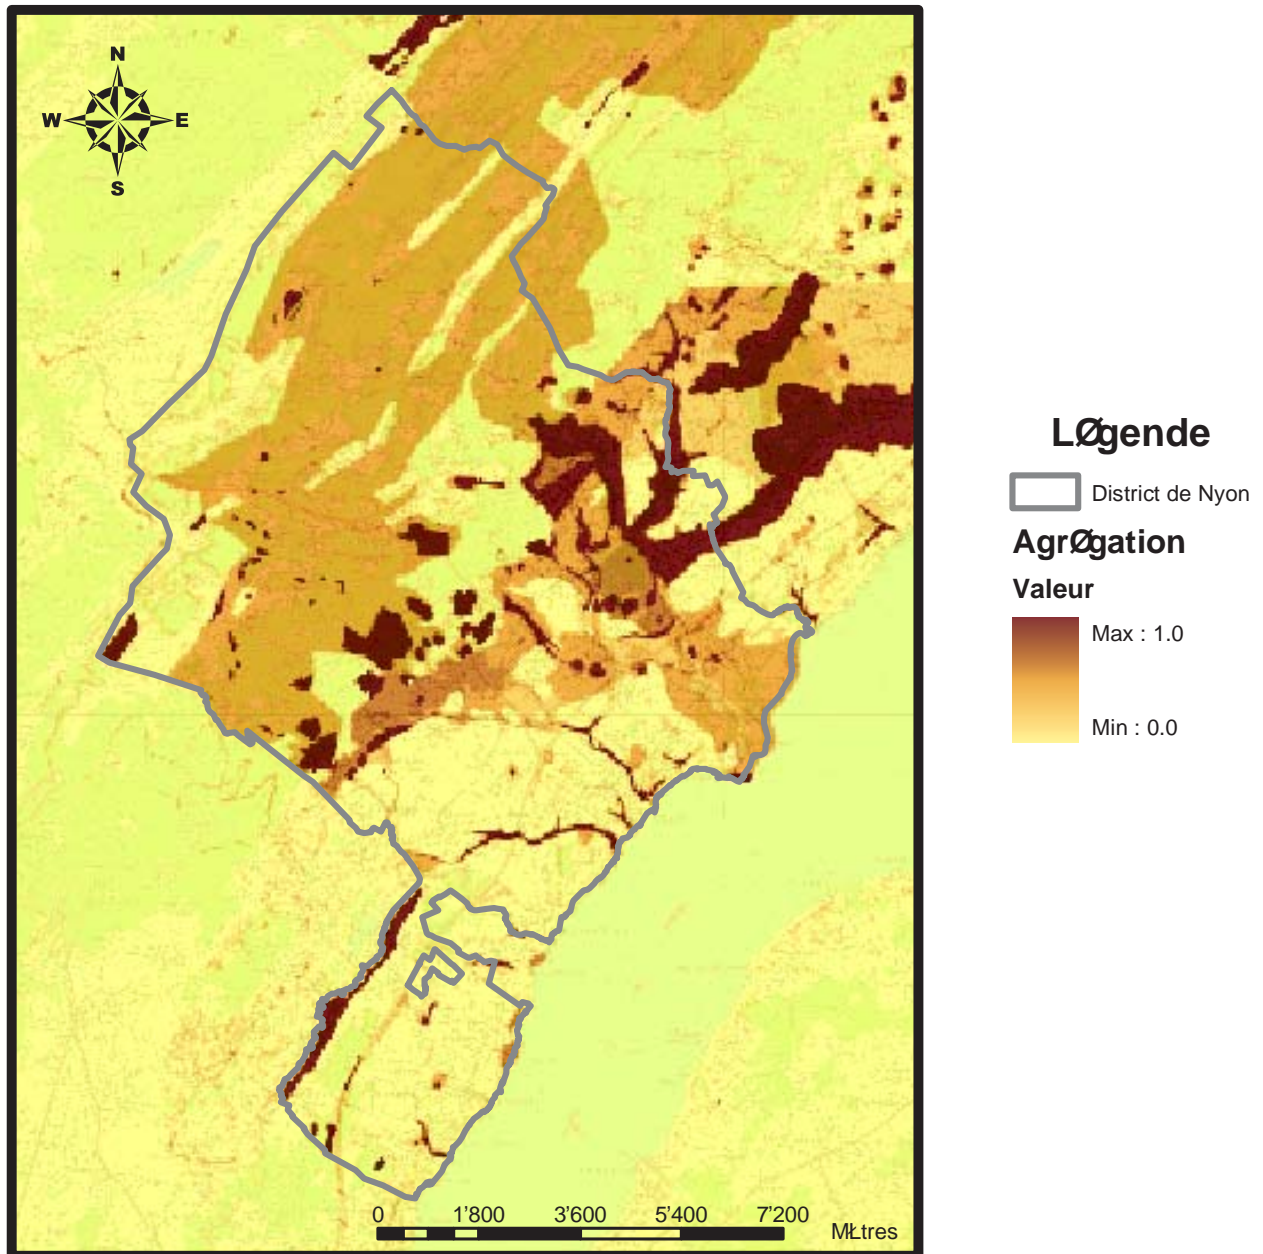 N
W E
S
LØgende
District de Nyon
AgrØgation
Valeur
Max : 1.0
Min : 0.0
0 1'800 3'600 5'400 7'200
MŁtres